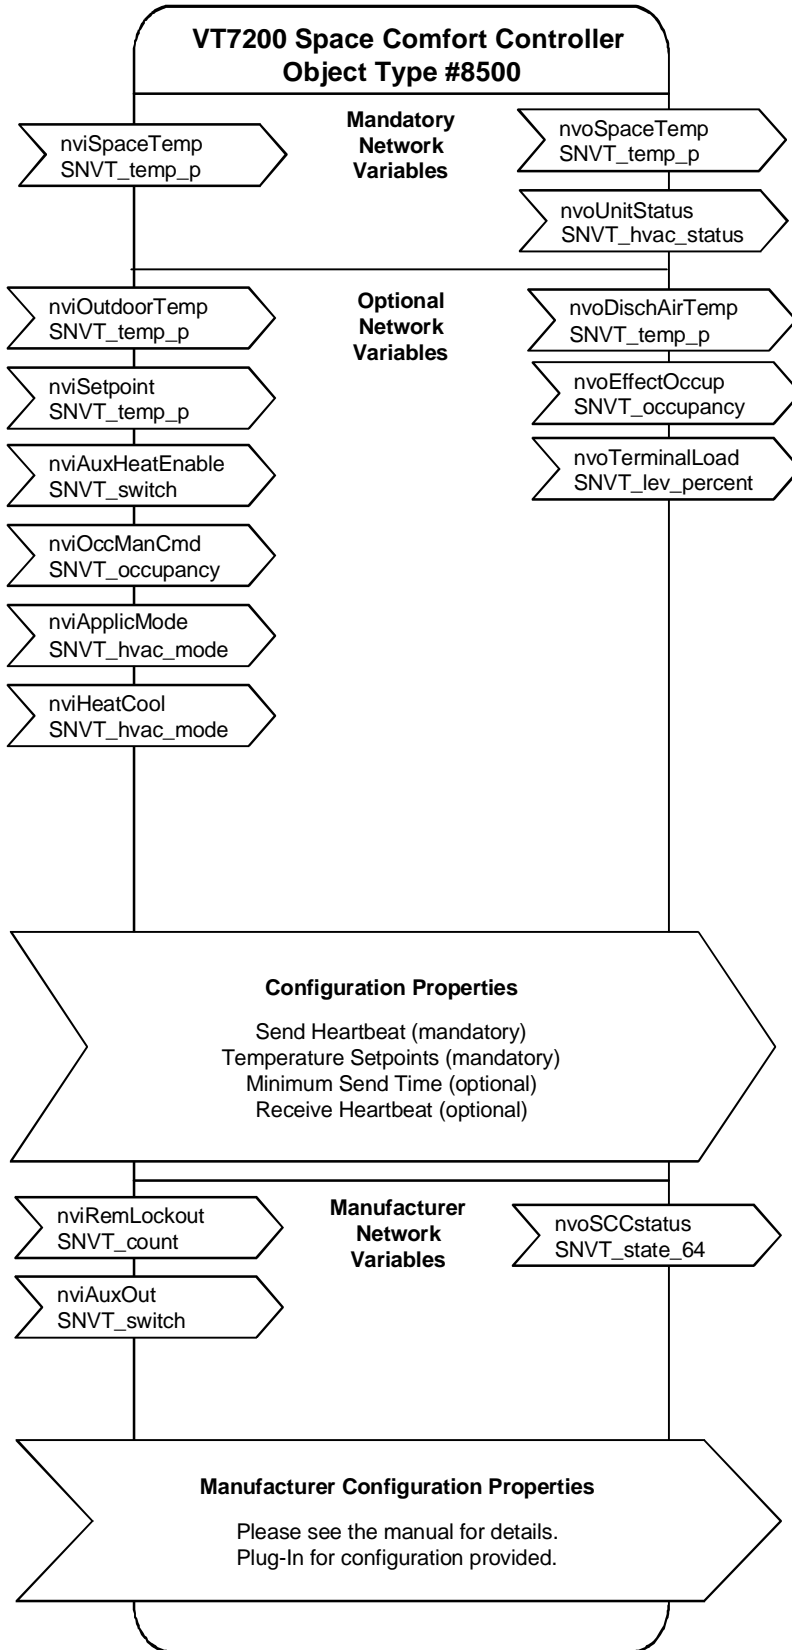 VT7200 Space Comfort Controller
Object Type #8500
Mandatory
Network
Variables
nviSpaceTemp
SNVT_temp_p
nvoSpaceTemp
SNVT_temp_p
nvoUnitStatus
SNVT_hvac_status
Optional
Network
Variables
nviOutdoorTemp
SNVT_temp_p
nviSetpoint
SNVT_temp_p
nviAuxHeatEnable
SNVT_switch
nviOccManCmd
SNVT_occupancy
nviApplicMode
SNVT_hvac_mode
nviHeatCool
SNVT_hvac_mode
nvoDischAirTemp
SNVT_temp_p
nvoEffectOccup
SNVT_occupancy
nvoTerminalLoad
SNVT_lev_percent
Configuration Properties
Send Heartbeat (mandatory)
Temperature Setpoints (mandatory)
Minimum Send Time (optional)
Receive Heartbeat (optional)
Manufacturer
Network
Variables
nviRemLockout
SNVT_count
nviAuxOut
SNVT_switch
nvoSCCstatus
SNVT_state_64
Manufacturer Configuration Properties
Please see the manual for details.
Plug-In for configuration provided.